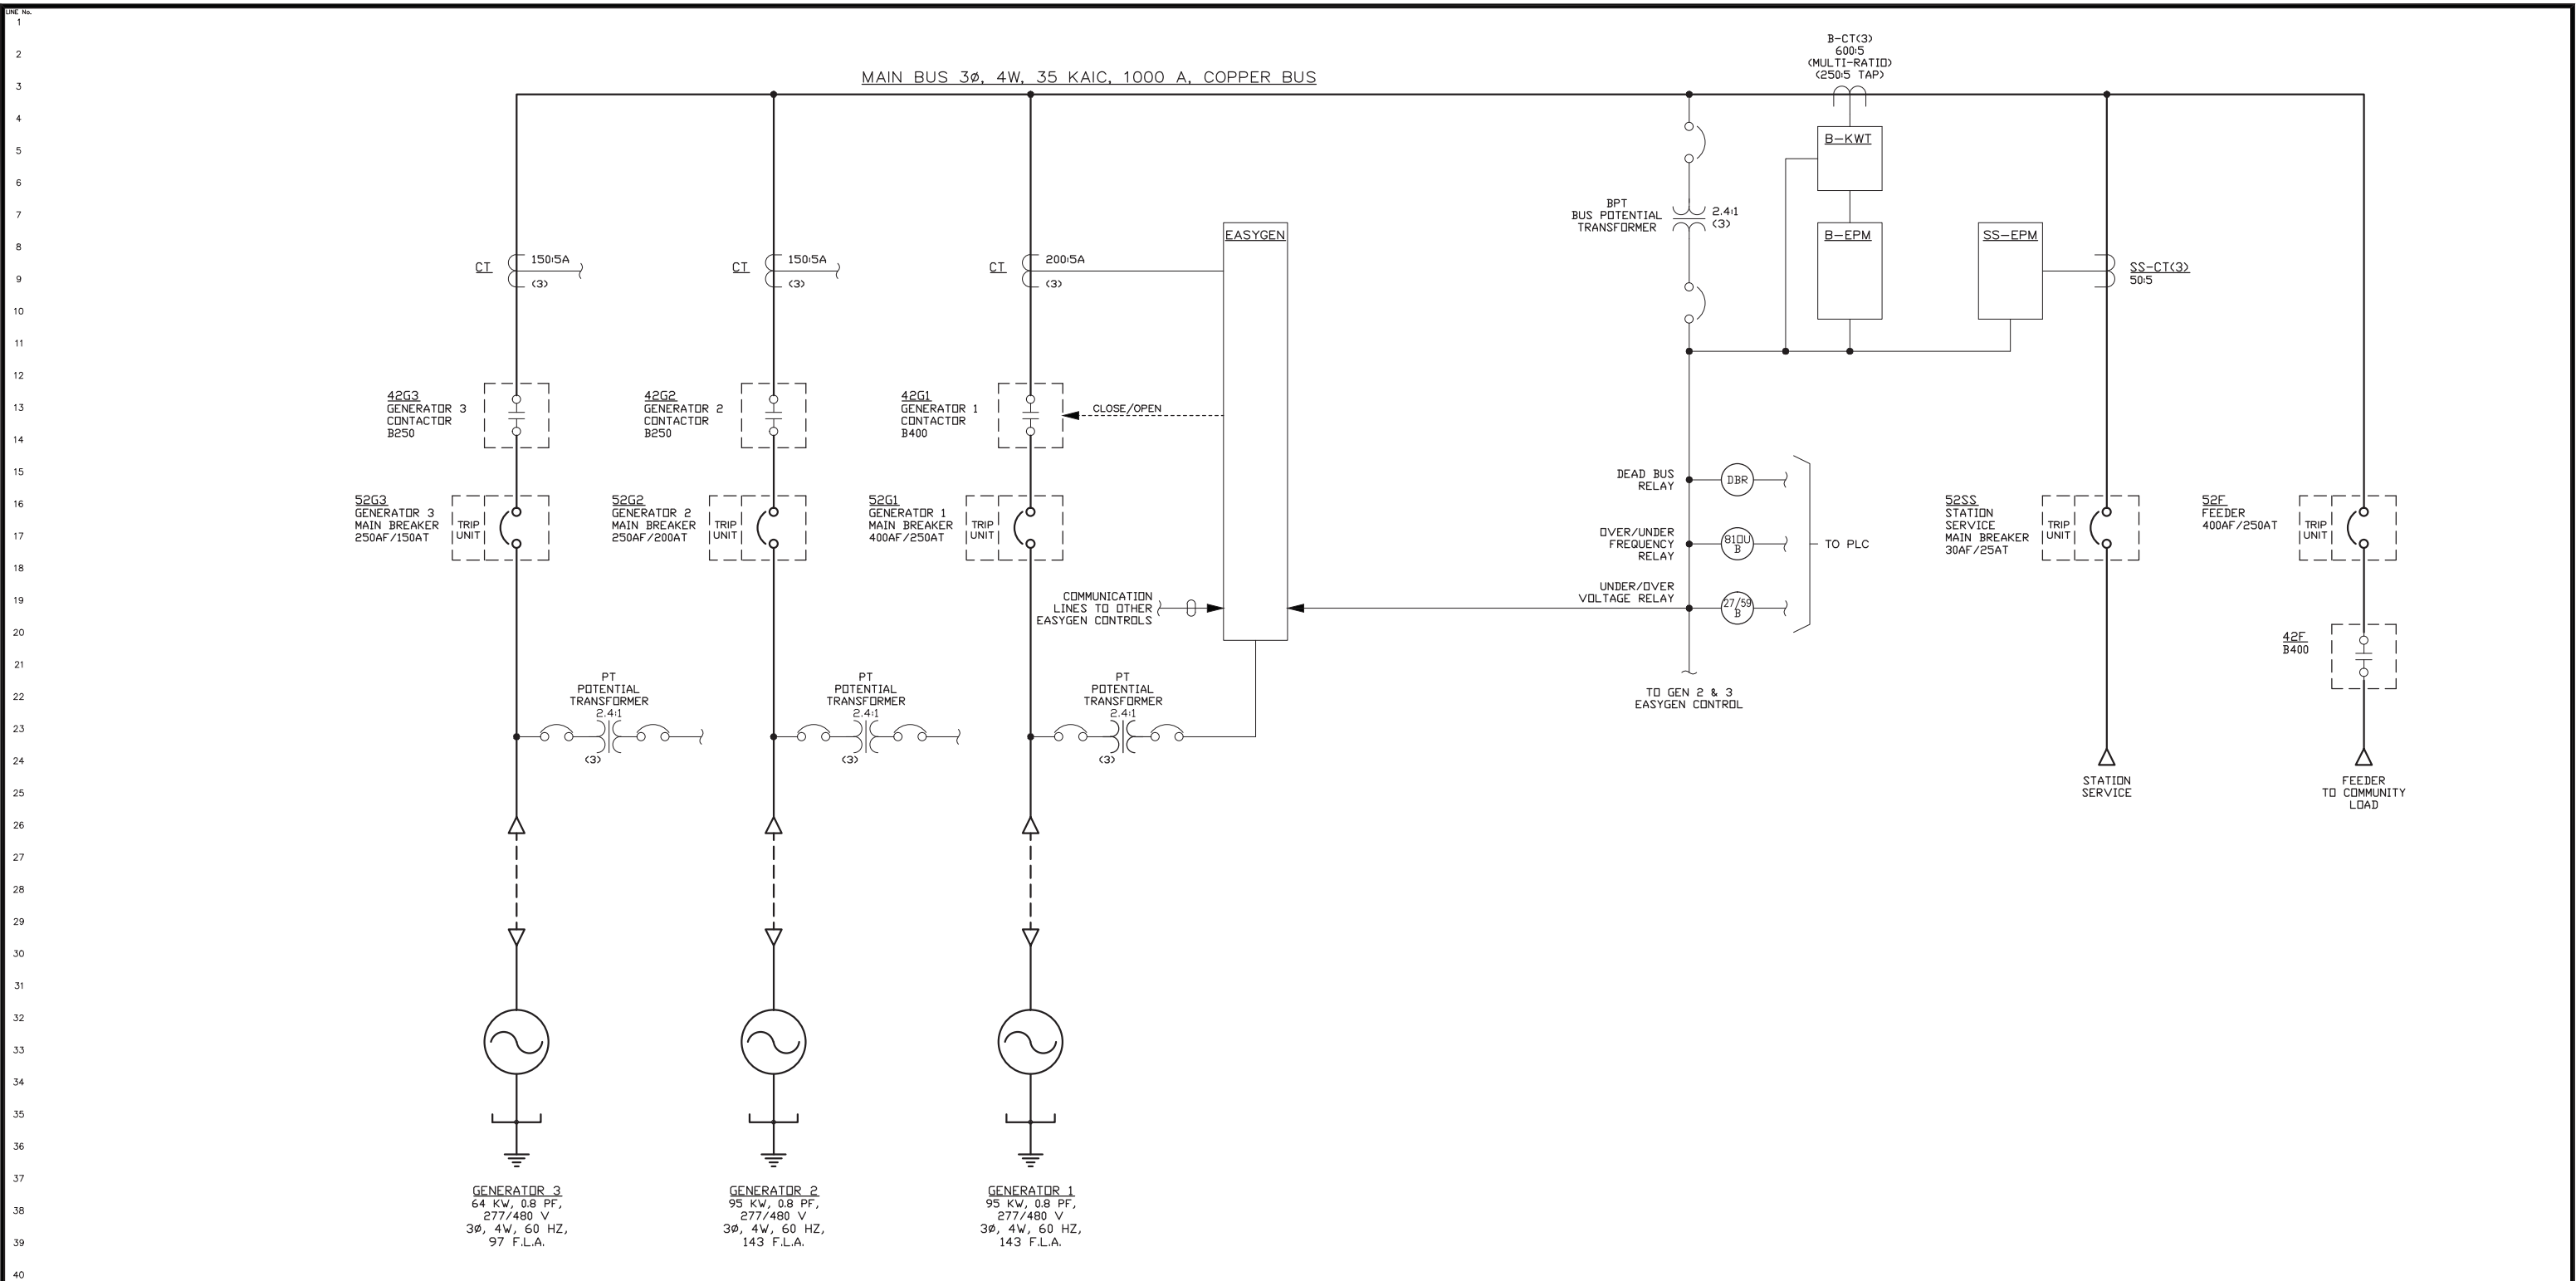 LINE No.
1
2
3
4
5
6
7
8
9
10
11
12
13
14
15
16
17
18
19
20
21
22
23
24
25
26
27
28
29
30
31
32
33
34
35
36
37
38
39
40
MAIN BUS 3ø, 4W, 35 KAIC, 1000 A, COPPER BUS
B-CT(3)
600:5
(MULTI-RATIO)
(250:5 TAP)
B-KWT
BPT
BUS POTENTIAL
TRANSFORMER
2.4:1
(3)
B-EPM
SS-EPM
SS-CT(3)
50:5
EASYGEN
CT
150:5A
(3)
CT
150:5A
(3)
CT
200:5A
(3)
42G3
GENERATOR 3
CONTACTOR
B250
42G2
GENERATOR 2
CONTACTOR
B250
42G1
GENERATOR 1
CONTACTOR
B400
CLOSE/OPEN
52G3
GENERATOR 3
MAIN BREAKER
250AF/150AT
TRIP
UNIT
52G2
GENERATOR 2
MAIN BREAKER
250AF/200AT
TRIP
UNIT
52G1
GENERATOR 1
MAIN BREAKER
400AF/250AT
TRIP
UNIT
DEAD BUS
RELAY
DBR
OVER/UNDER
FREQUENCY
RELAY
81OU
B
TO PLC
UNDER/OVER
VOLTAGE RELAY
27/59
B
52SS
STATION
SERVICE
MAIN BREAKER
30AF/25AT
TRIP
UNIT
52F
FEEDER
400AF/250AT
TRIP
UNIT
42F
B400
COMMUNICATION
LINES TO OTHER
EASYGEN CONTROLS
PT
POTENTIAL
TRANSFORMER
2.4:1
(3)
PT
POTENTIAL
TRANSFORMER
2.4:1
(3)
PT
POTENTIAL
TRANSFORMER
2.4:1
(3)
TO GEN 2 & 3
EASYGEN CONTROL
STATION
SERVICE
FEEDER
TO COMMUNITY
LOAD
GENERATOR 3
64 KW, 0.8 PF,
277/480 V
3ø, 4W, 60 HZ,
97 F.L.A.
GENERATOR 2
95 KW, 0.8 PF,
277/480 V
3ø, 4W, 60 HZ,
143 F.L.A.
GENERATOR 1
95 KW, 0.8 PF,
277/480 V
3ø, 4W, 60 HZ,
143 F.L.A.